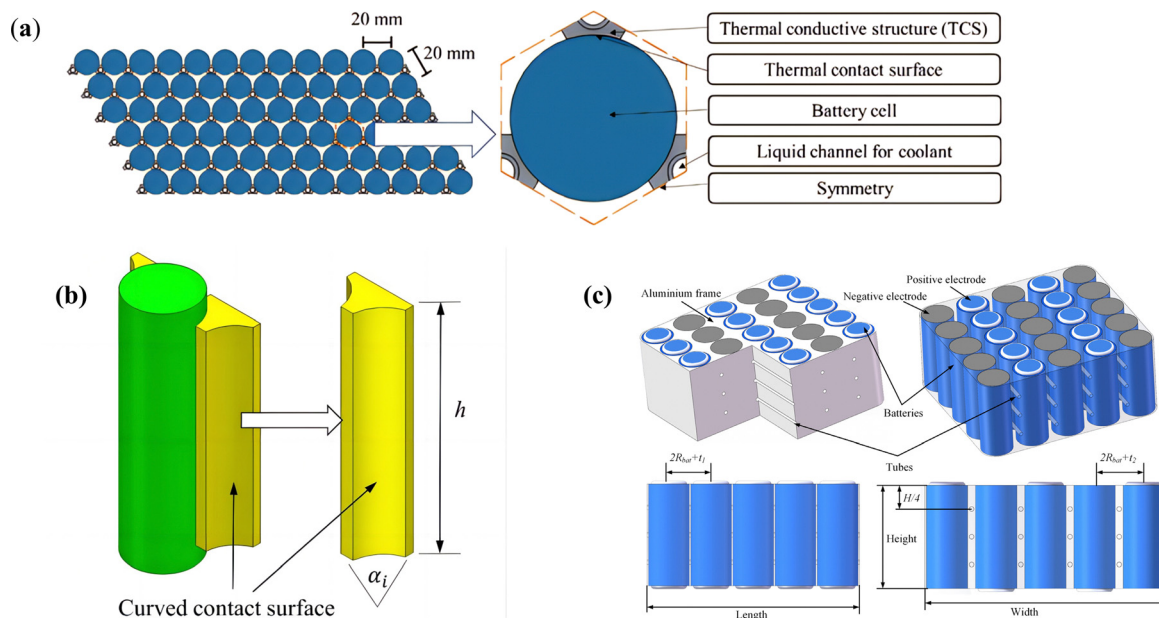 (a)
20 mm
20 mm
Thermal conductive structure (TCS)
Thermal contact surface
Battery cell
Liquid channel for coolant
Symmetry
(b)
h
αi
Curved contact surface
(c)
Aluminium frame
Positive electrode
Negative electrode
Batteries
Tubes
2Rbat+t1
2Rbat+t2
H/4
Height
Length
Width